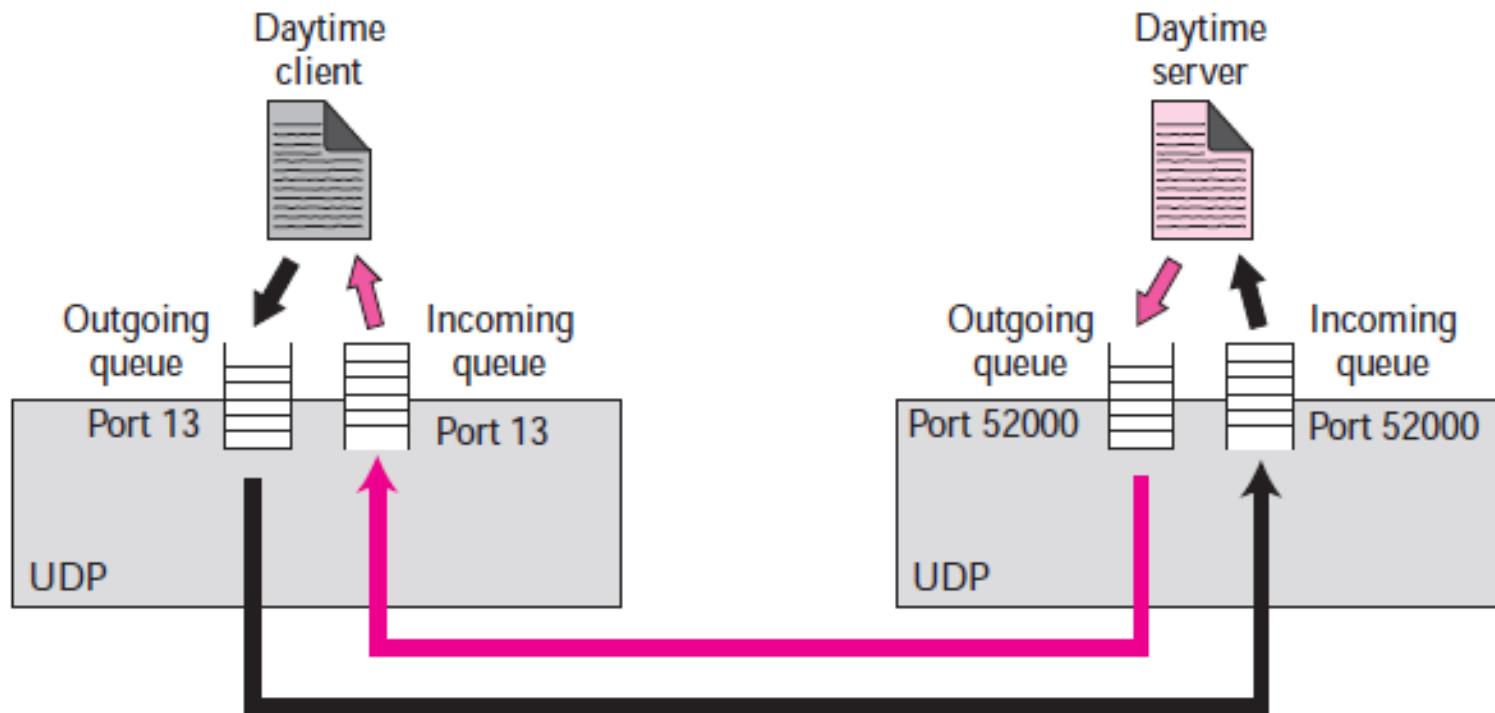 Daytime
client
Daytime
server
Outgoing
queue
Incoming
queue
Outgoing
queue
Incoming
queue
Port 13
Port 13
Port 52000
Port 52000
UDP
UDP